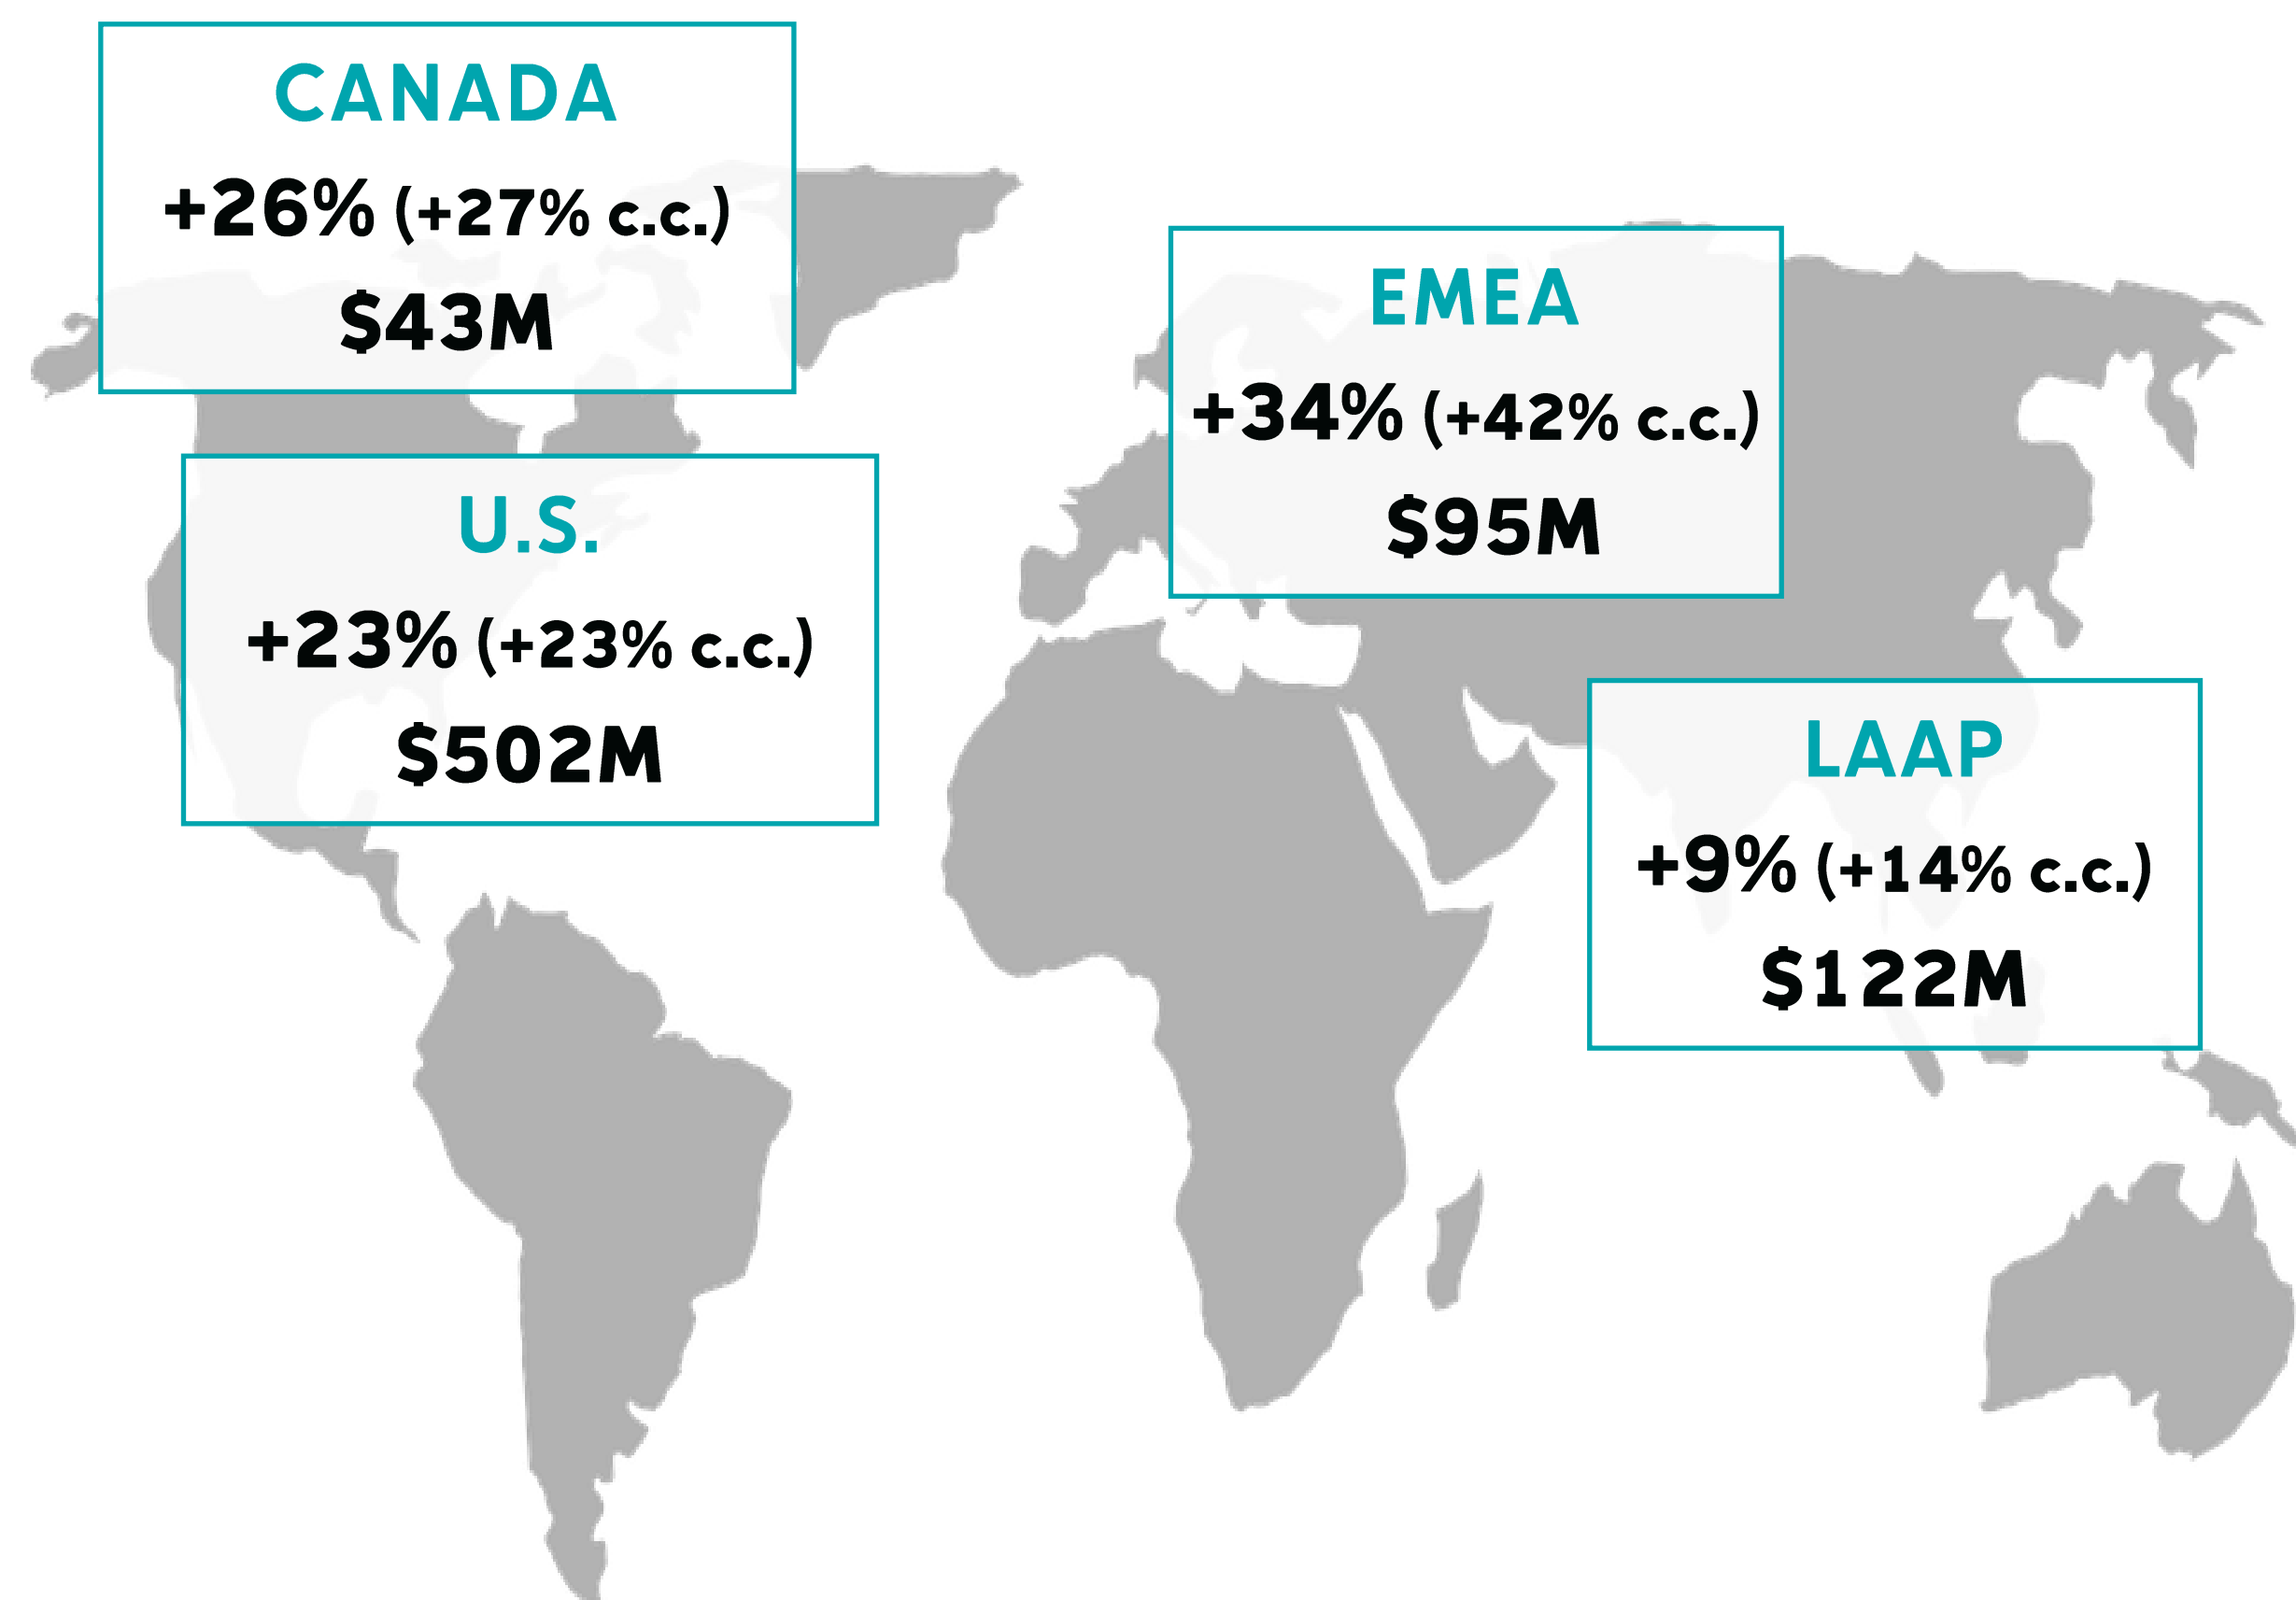 CANADA
+26% (+27% c.c.)
$43M
EMEA
+34% (+42% c.c.)
$95M
U.S.
+23% (+23% c.c.)
$502M
LAAP
+9% (+14% c.c.)
$122M